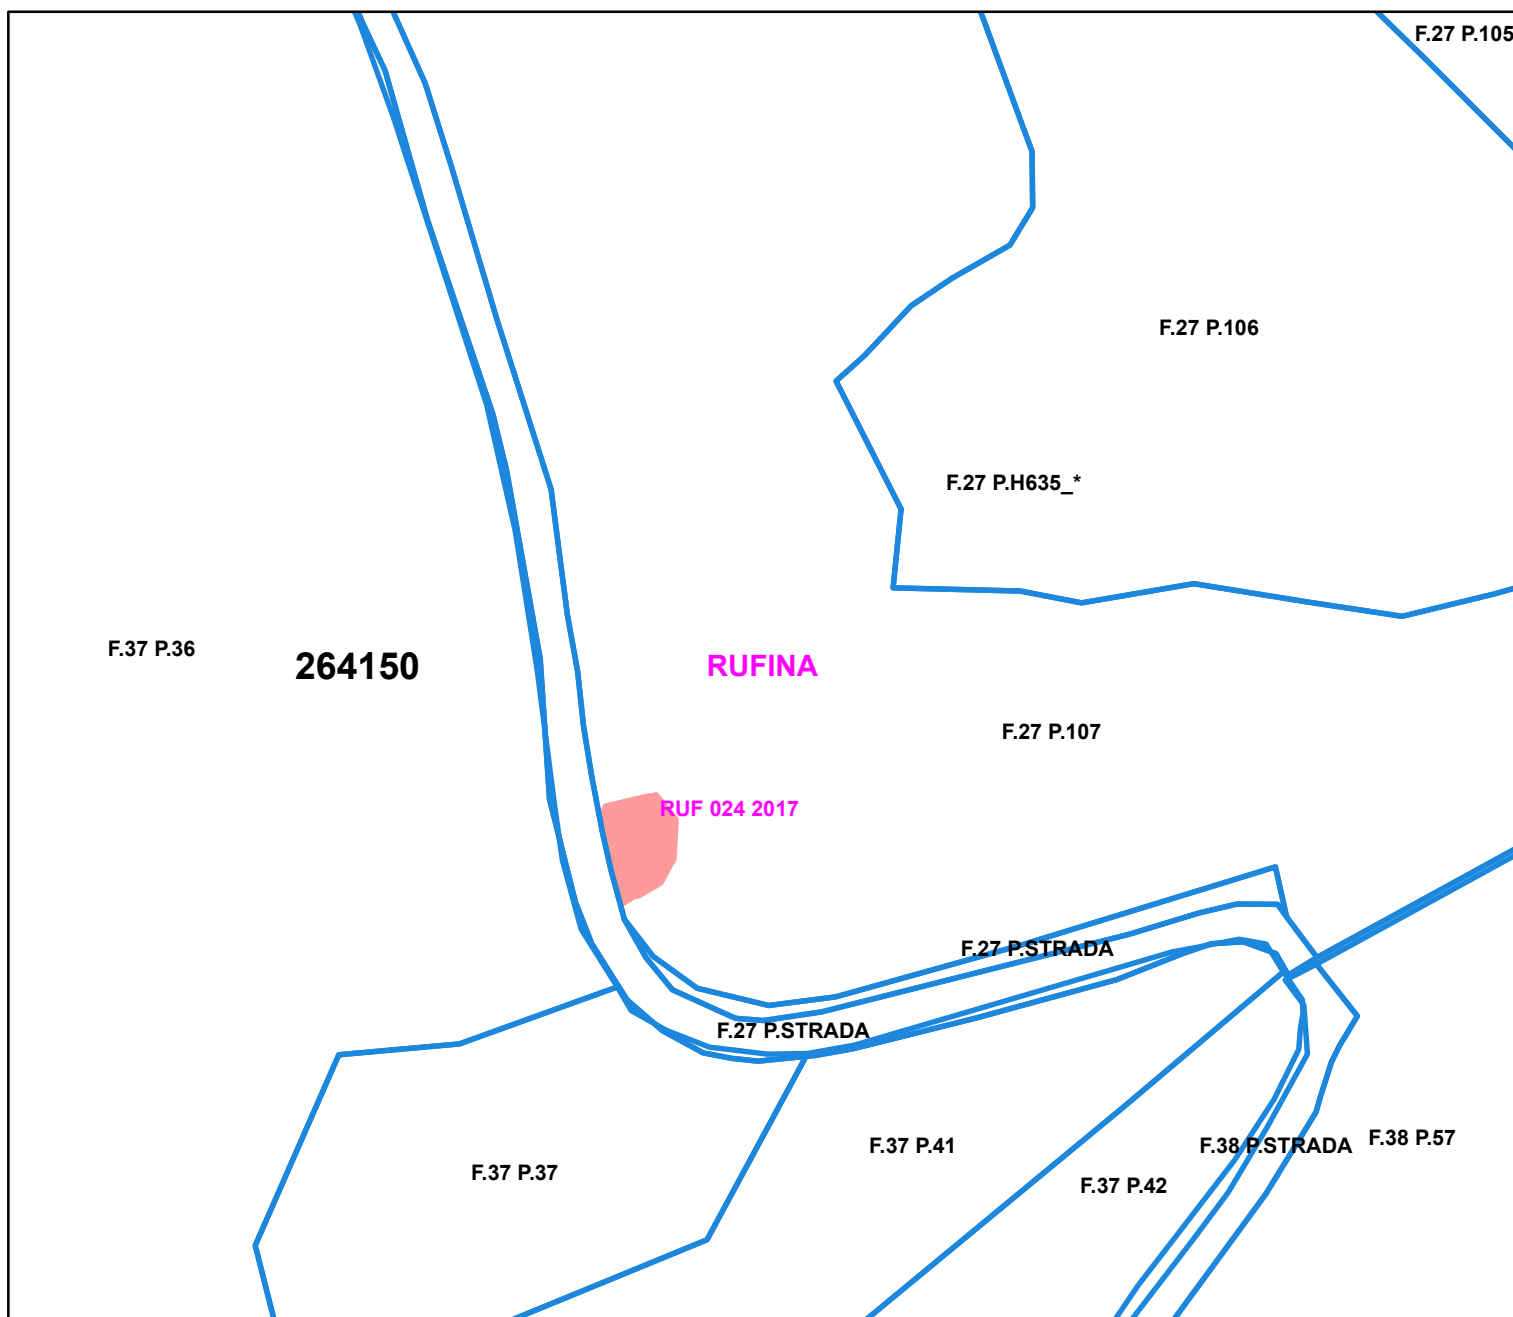 F.27 P.105
F.27 P.106
F.27 P.H635_*
F.37 P.36
264150
RUFINA
F.27 P.107
RUF 024 2017
F.27 P.STRADA
F.27 P.STRADA
F.38 P.57
F.37 P.41
F.38 P.STRADA
F.37 P.37
F.37 P.42